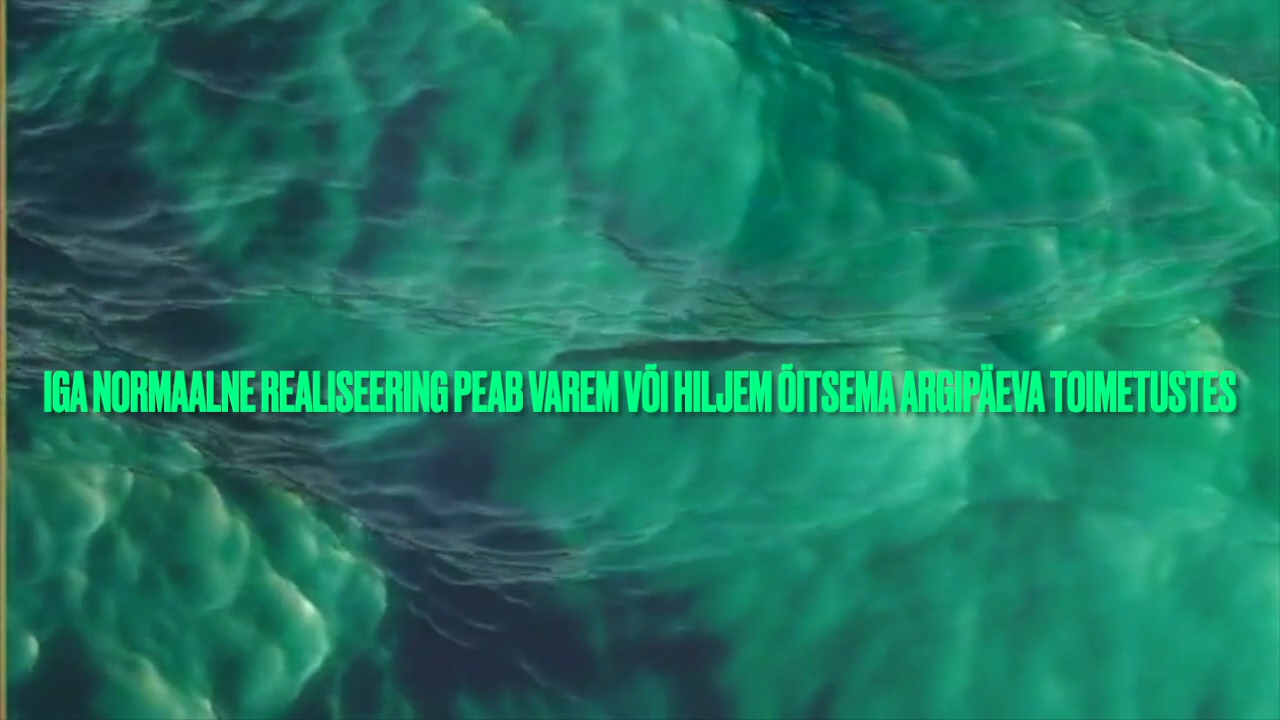 IGA NORMAALNE REALISEERING PEAB VAREM VÕI HILJEM ÕITSEMA ARGIPÄEVA TOIMETUSTES